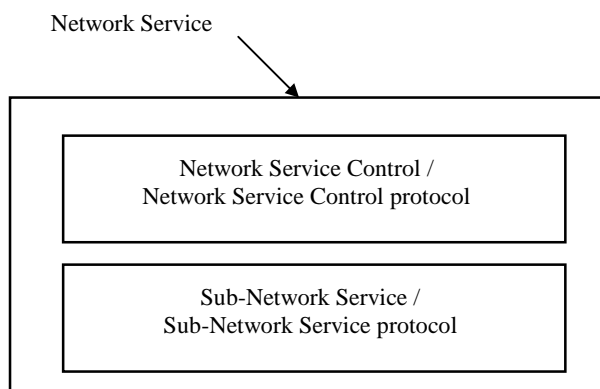 Network Service
Network Service Control /
Network Service Control protocol
Sub-Network Service /
Sub-Network Service protocol